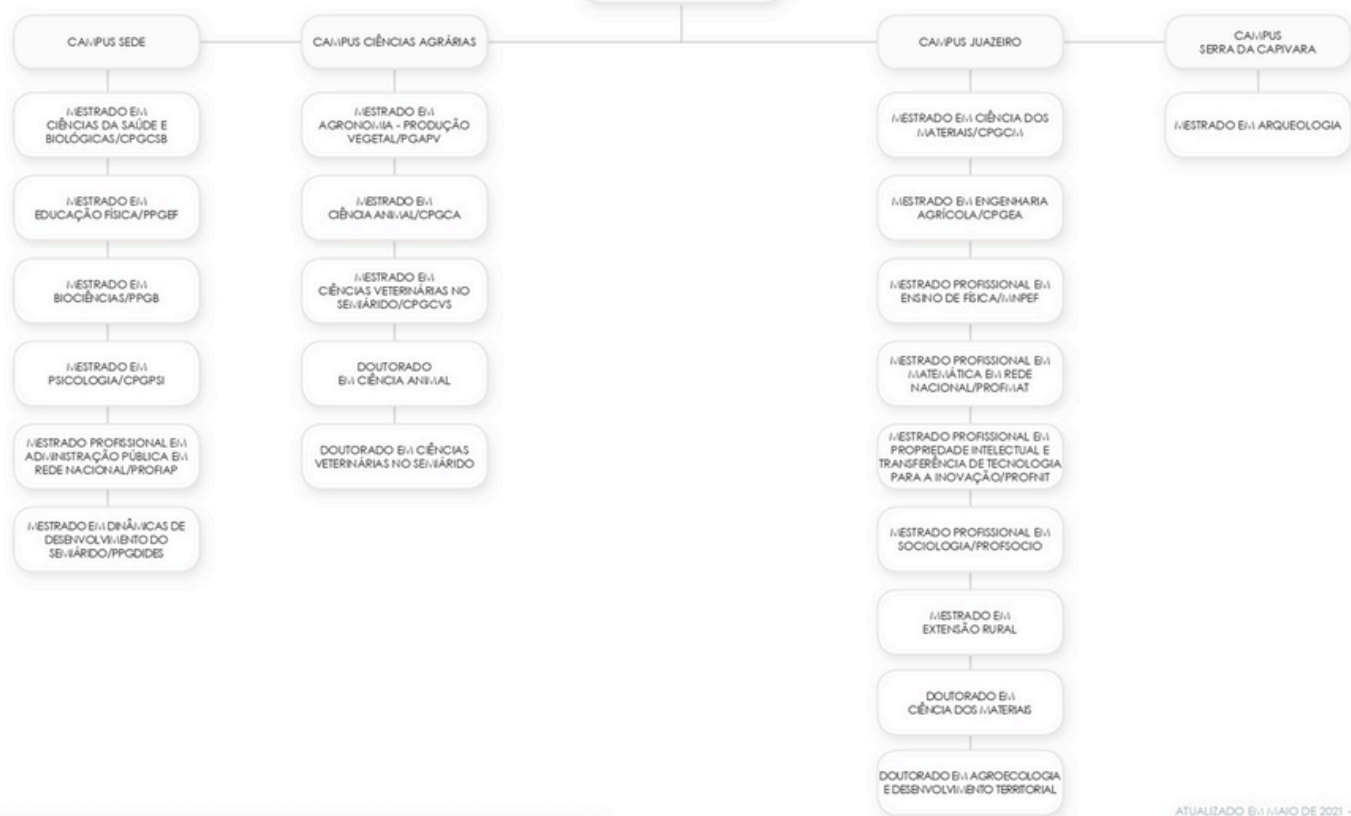 CAMPUS SEDE
MESTRADO EM
CIÊNCIAS DA SAÚDE E
BIOLÓGICAS/CPGCSB
MESTRADO EM
EDUCAÇÃO FÍSICA/PPGEF
MESTRADO EM
BIOCIÊNCIAS/PPGB
MESTRADO EM
PSICOLOGIA/CPGPSI
MESTRADO PROFISSIONAL EM
ADMINISTRAÇÃO PÚBLICA EM
REDE NACIONAL/PROFIAP
MESTRADO EM DINÂMICAS DE
DESENVOLVIMENTO DO
SEMIÁRIDO/PPGDIDES
CAMPUS CIÊNCIAS AGRÁRIAS
MESTRADO EM
AGRONOMIA - PRODUÇÃO
VEGETAL/PGAPV
MESTRADO EM
CIÊNCIA ANIMAL/CPGCA
MESTRADO EM
CIÊNCIAS VETERINÁRIAS NO
SEMIÁRIDO/CPGCVS
DOUTORADO
EM CIÊNCIA ANIMAL
DOUTORADO EM CIÊNCIAS
VETERINÁRIAS NO SEMIÁRIDO
CAMPUS JUAZEIRO
MESTRADO EM CIÊNCIA DOS
MATERIAIS/CPGCM
MESTRADO EM ENGENHARIA
AGRÍCOLA/CPGEA
MESTRADO PROFISSIONAL EM
ENSINO DE FÍSICA/MNPEF
MESTRADO PROFISSIONAL EM
MATEMÁTICA EM REDE
NACIONAL/PROFMAT
MESTRADO PROFISSIONAL EM
PROPRIEDADE INTELECTUAL E
TRANSFERÊNCIA DE TECNOLOGIA
PARA A INOVAÇÃO/PROFNIT
MESTRADO PROFISSIONAL EM
SOCIOLOGIA/PROFSOCIO
MESTRADO EM
EXTENSÃO RURAL
DOUTORADO EM
CIÊNCIA DOS MATERIAIS
DOUTORADO EM AGROECOLOGIA
E DESENVOLVIMENTO TERRITORIAL
CAMPUS
SERRA DA CAPIVARA
MESTRADO EM ARQUEOLOGIA
ATUALIZADO EM MAIO DE 2021 -